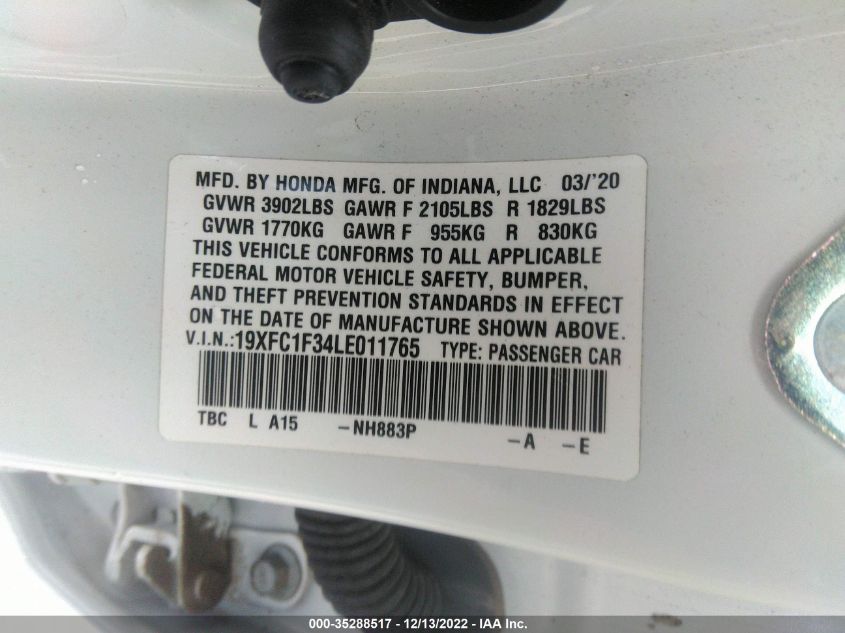 MFD. BY HONDA MFG. OF INDIANA, LLC 03/'20
GVWR 3902LBS GAWR F 2105LBS R 1829LBS
GVWR 1770KG GAWR F 955KG R 830KG
THIS VEHICLE CONFORMS TO ALL APPLICABLE
FEDERAL MOTOR VEHICLE SAFETY, BUMPER,
AND THEFT PREVENTION STANDARDS IN EFFECT
ON THE DATE OF MANUFACTURE SHOWN ABOVE.
V.I.N.:19XFC1F34LE011765 TYPE: PASSENGER CAR
TBC L A15 -NH883P -A -E
000-35288517 - 12/13/2022 - IAA Inc.